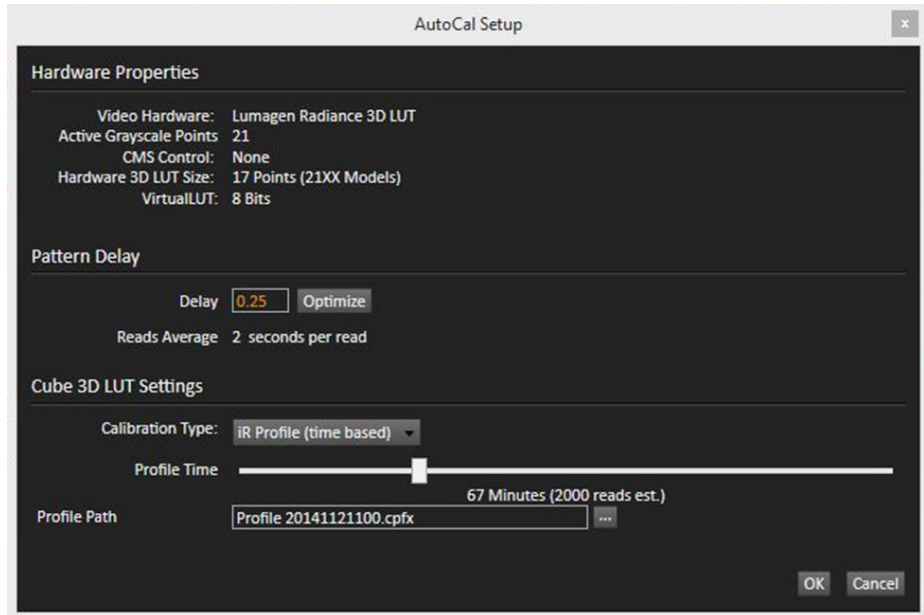 AutoCal Setup
x
Hardware Properties
Video Hardware: Lumagen Radiance 3D LUT
Active Grayscale Points 21
CMS Control: None
Hardware 3D LUT Size: 17 Points (21XX Models)
VirtualLUT: 8 Bits
Pattern Delay
Delay 0.25 Optimize
Reads Average 2 seconds per read
Cube 3D LUT Settings
Calibration Type: iR Profile (time based)
Profile Time
67 Minutes (2000 reads est.)
Profile Path Profile 20141121100.cpfx ...
OK Cancel